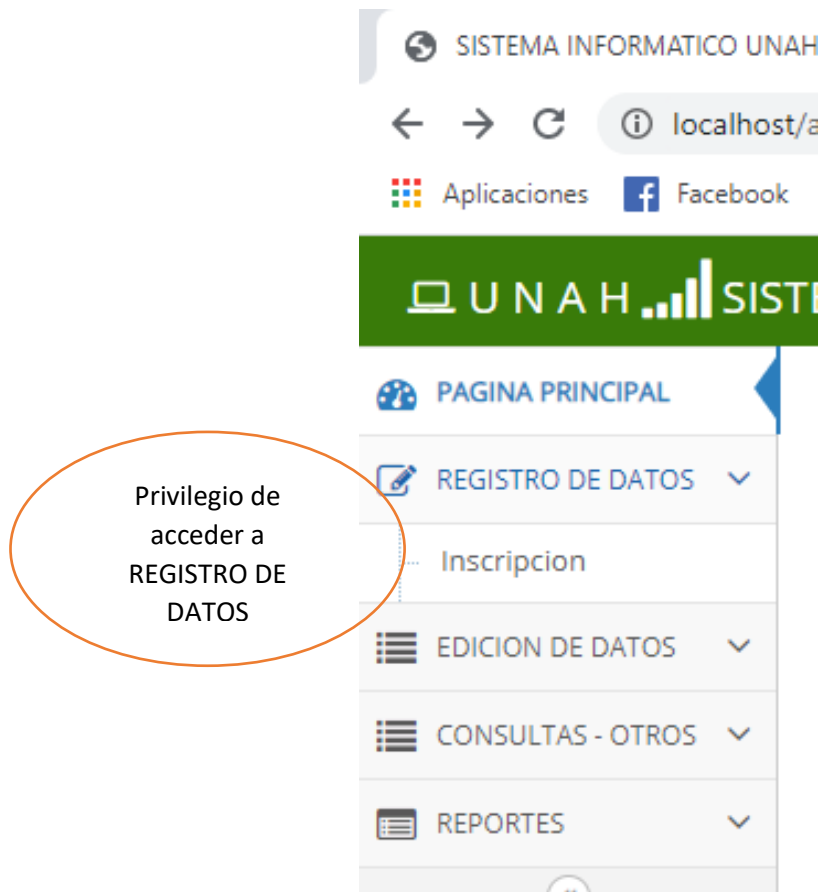 SISTEMA INFORMATICO UNAH
localhost/a
Aplicaciones Facebook
U N A H SISTE
PAGINA PRINCIPAL
REGISTRO DE DATOS
Inscripcion
EDICION DE DATOS
CONSULTAS - OTROS
REPORTES
Privilegio de
acceder a
REGISTRO DE
DATOS